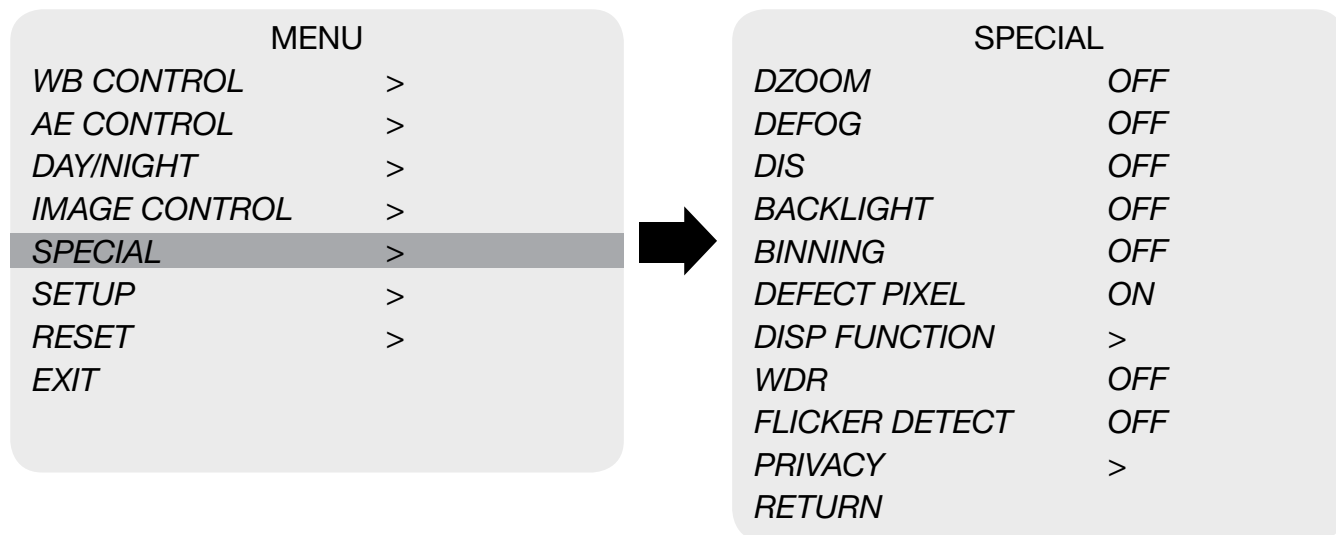 MENU
WB CONTROL >
AE CONTROL >
DAY/NIGHT >
IMAGE CONTROL >
SPECIAL >
SETUP >
RESET >
EXIT
SPECIAL
DZOOM OFF
DEFOG OFF
DIS OFF
BACKLIGHT OFF
BINNING OFF
DEFECT PIXEL ON
DISP FUNCTION >
WDR OFF
FLICKER DETECT OFF
PRIVACY >
RETURN